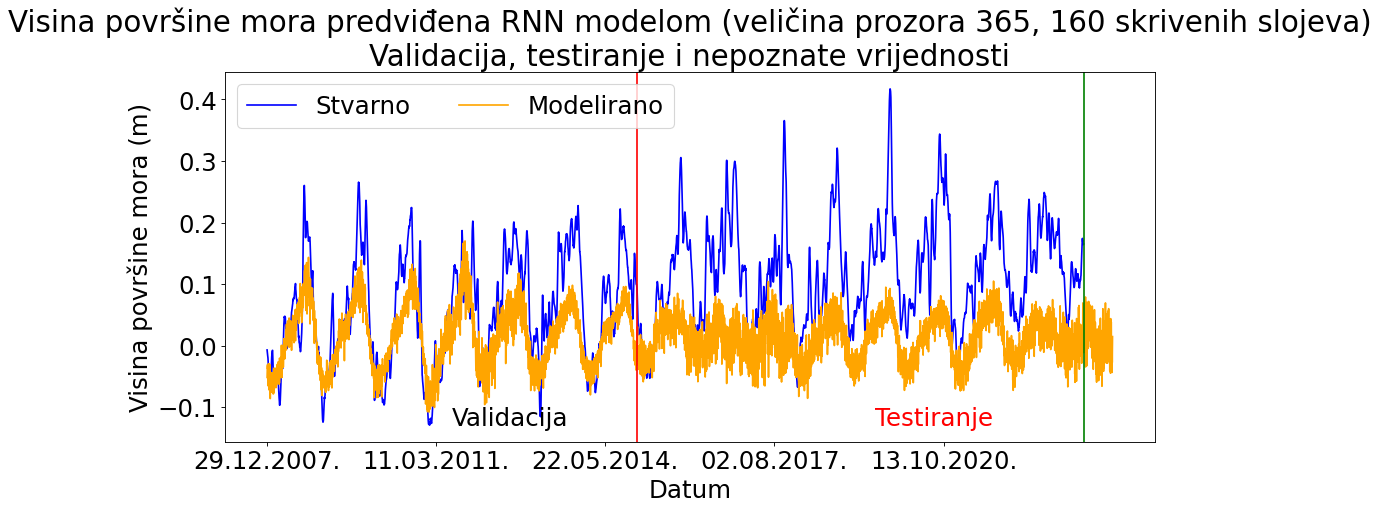 Visina površine mora predviđena RNN modelom (veličina prozora 365, 160 skrivenih slojeva)
Validacija, testiranje i nepoznate vrijednosti
Stvarno
Modelirano
Visina površine mora (m)
0.4
0.3
0.2
0.1
0.0
−0.1
Validacija
Testiranje
29.12.2007.
11.03.2011.
22.05.2014.
02.08.2017.
13.10.2020.
Datum